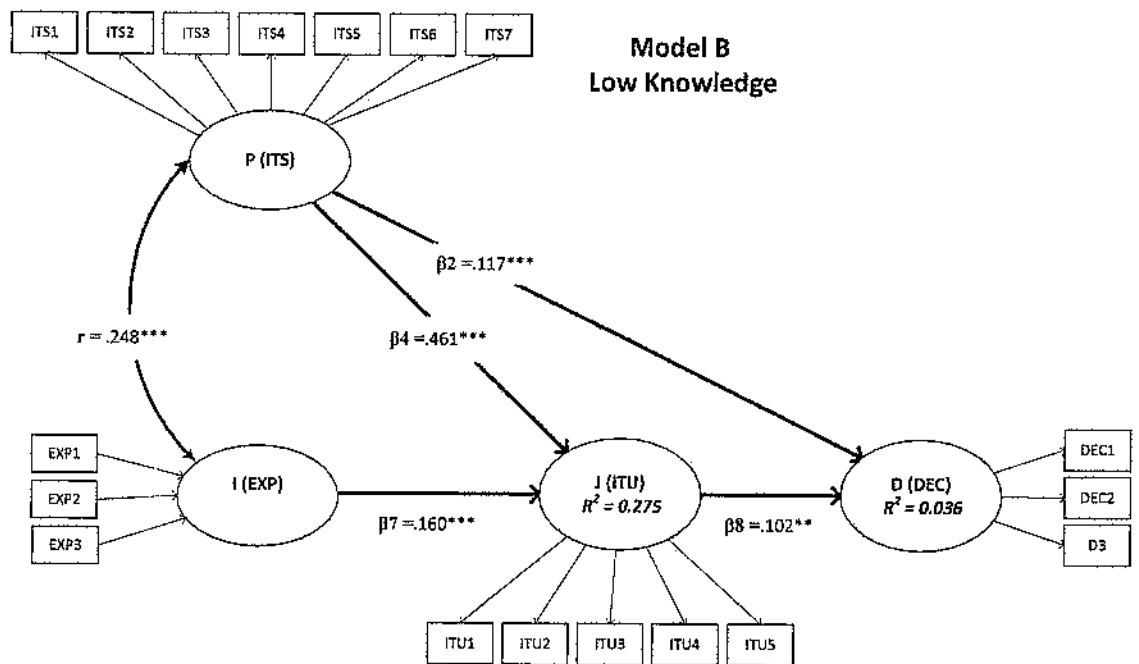 ITS1 ITS2 ITS3 ITS4 ITS5 ITS6 ITS7
Model B
Low Knowledge
P (ITS)
β2 =.117***
r = .248***
β4=.461***
EXP1
EXP2
EXP3
I (EXP)
J (ITU)
R² = 0.275
D (DEC)
R² = 0.036
DEC1
DEC2
D3
β7=.160***
β8=.102**
ITU1 ITU2 ITU3 ITU4 ITU5